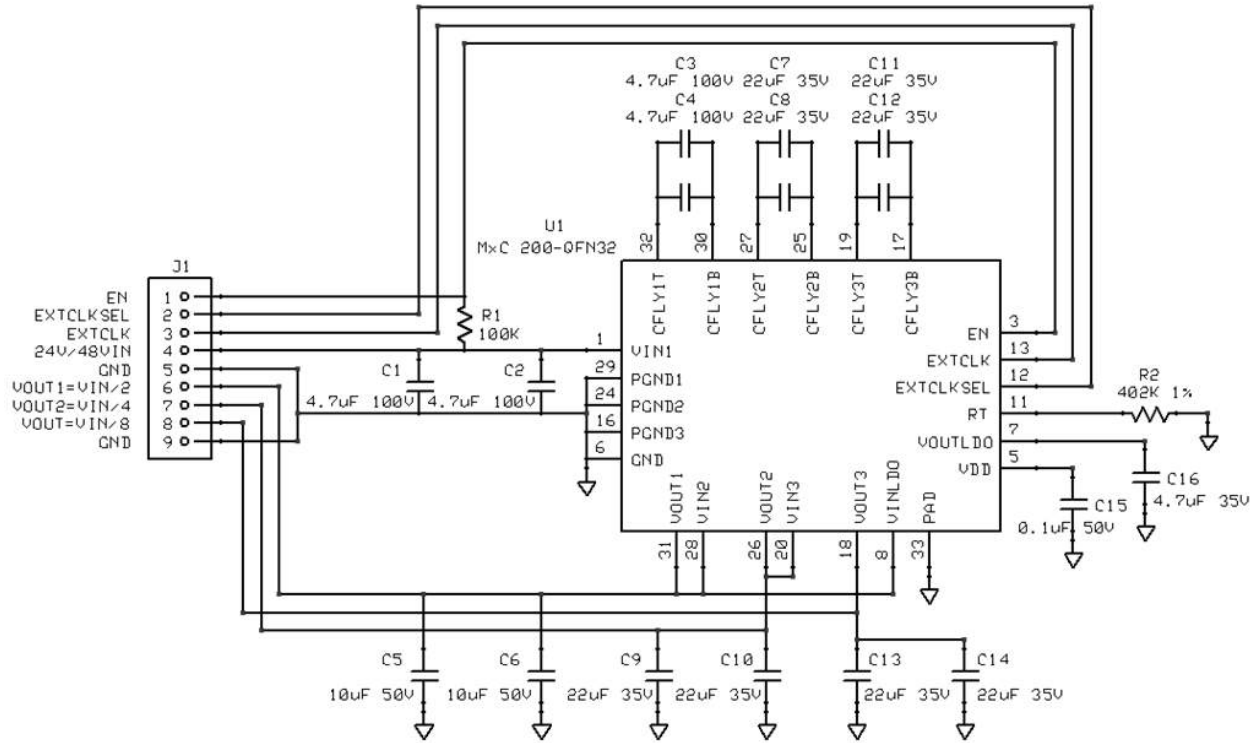 C3 C7 C11
4.7uF 100V 22uF 35V 22uF 35V
C4 C8 C12
4.7uF 100V 22uF 35V 22uF 35V
U1
MxC 200-QFN32
32 30 27 25 19 17
CFLY1T CFLY1B CFLY2T CFLY2B CFLY3T CFLY3B
J1
EN 1
EXTCLKSEL 2
EXTCLK 3
24V/48VIN 4
GND 5
VOUT1=VIN/2 6
VOUT2=VIN/4 7
VOUT=VIN/8 8
GND 9
R1
100K
C1 C2
4.7uF 100V 4.7uF 100V
1 VIN1
29 PGND1
24 PGND2
16 PGND3
6 GND
EN 3
EXTCLK 13
EXTCLKSEL 12
RT 11
VOUTLDO 7
VDD 5
R2
402K 1%
C16
4.7uF 35V
C15
0.1uF 50V
VOUT1 VIN2 VOUT2 VIN3 VOUT3 VINLDO PAD
31 28 26 20 18 8 33
C5 C6 C9 C10 C13 C14
10uF 50V 10uF 50V 22uF 35V 22uF 35V 22uF 35V 22uF 35V